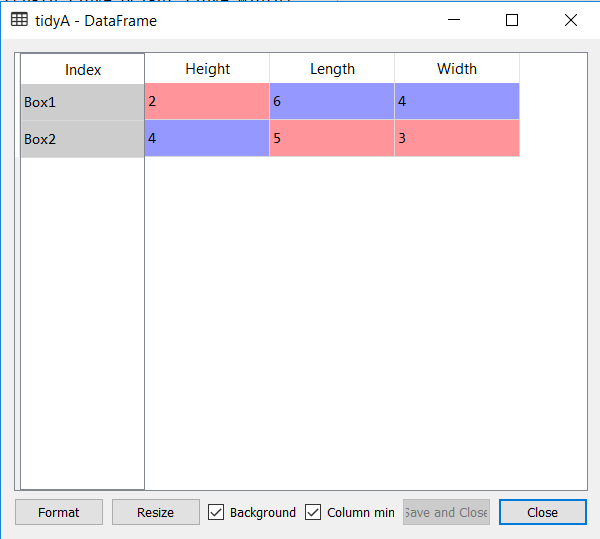 tidyA - DataFrame
Index Height Length Width
Box1 2 6 4
Box2 4 5 3
Format Resize Background Column min Save and Close Close